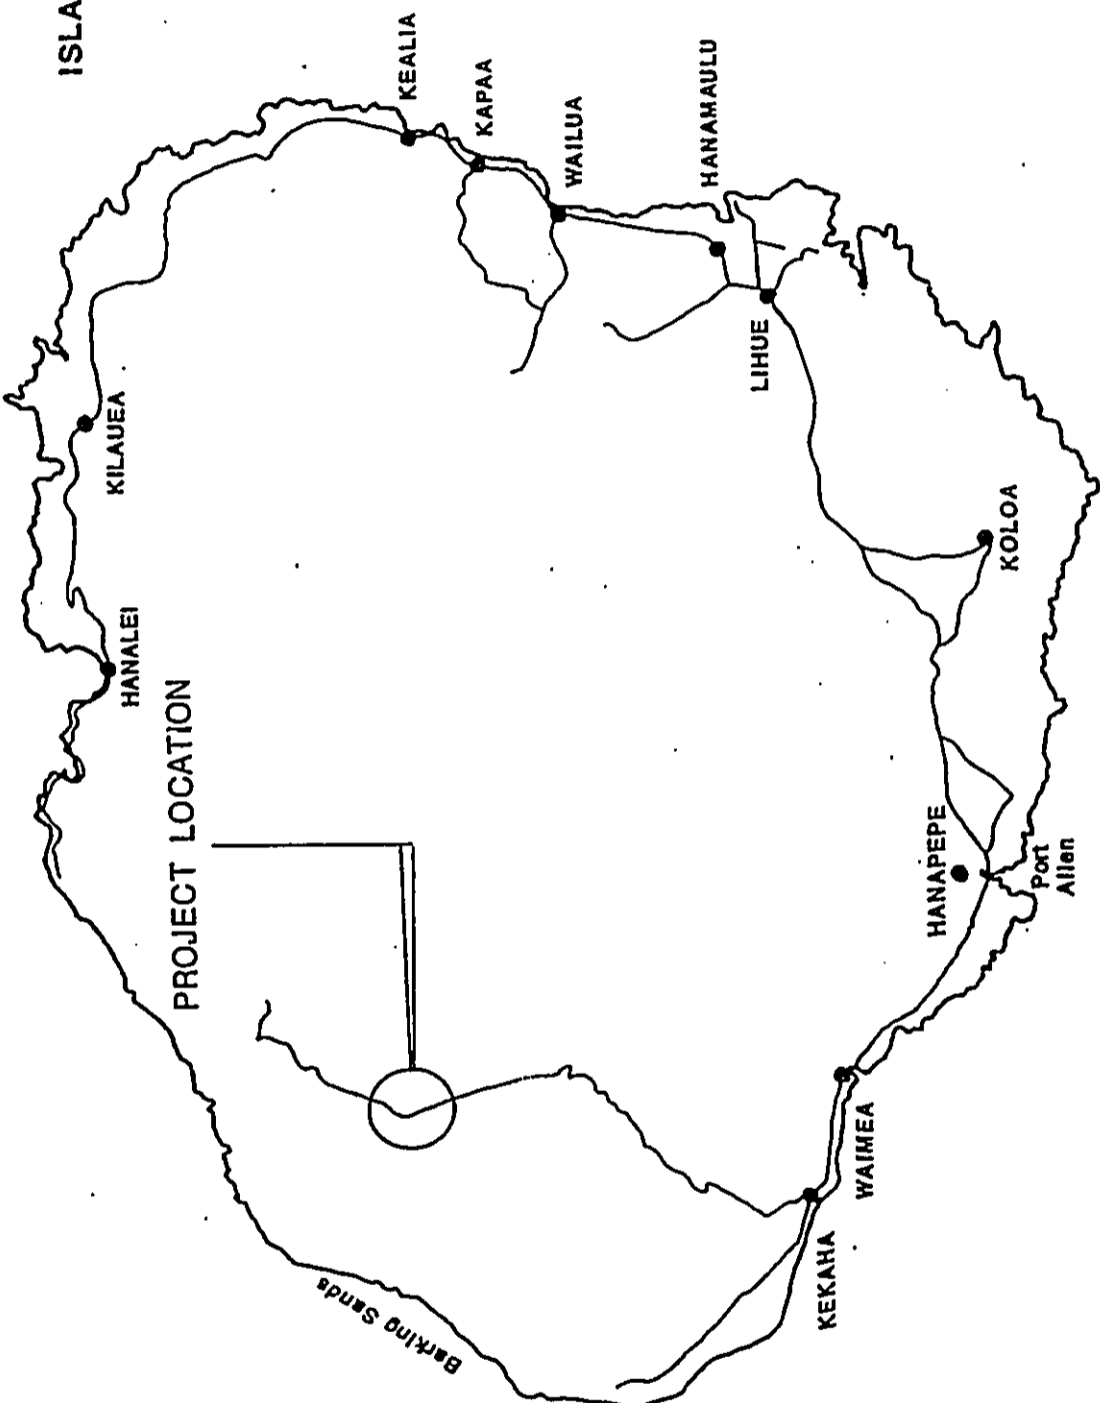 ISLA
KEALIA
KAPAA
WAILUA
HANAMAULU
LIHUE
KILAUEA
HANALEI
PROJECT LOCATION
KOLOA
HANAPEPE
Port
Allen
WAIMEA
KEKAHA
Barking Sands